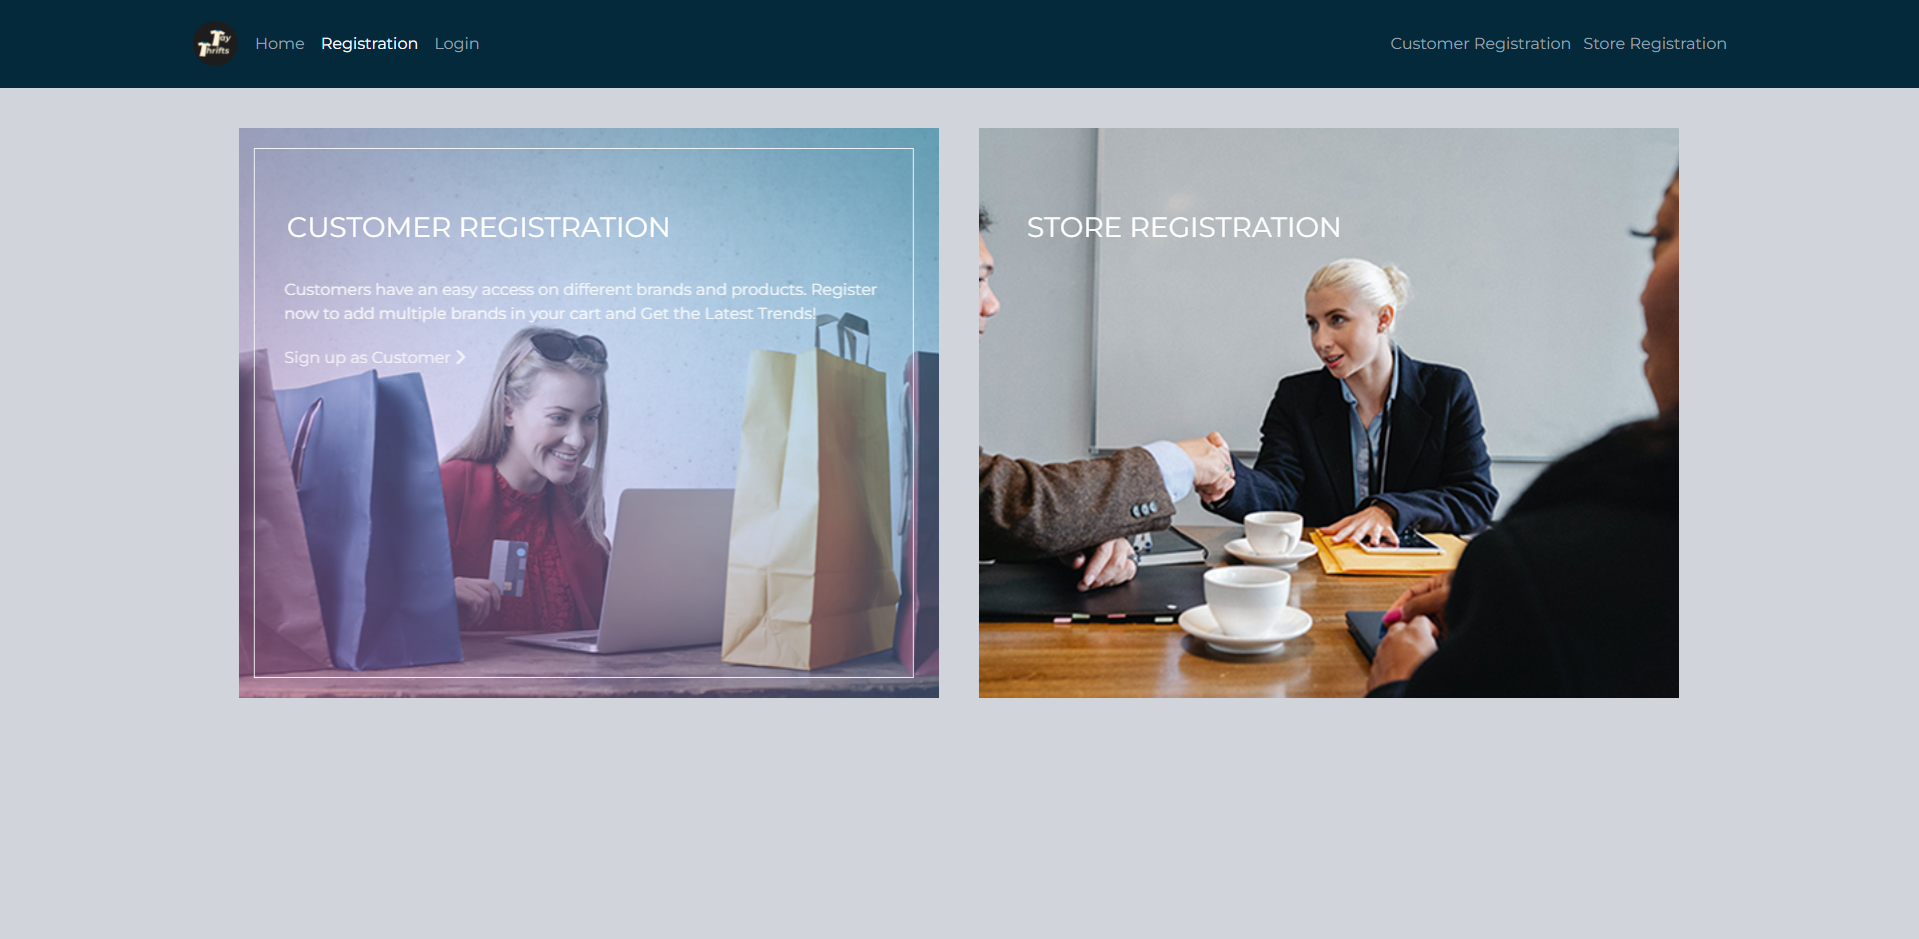 Tay
Thrifts
Home
Registration
Login
Customer Registration
Store Registration
CUSTOMER REGISTRATION
Customers have an easy access on different brands and products. Register
now to add multiple brands in your cart and Get the Latest Trends!
Sign up as Customer
STORE REGISTRATION